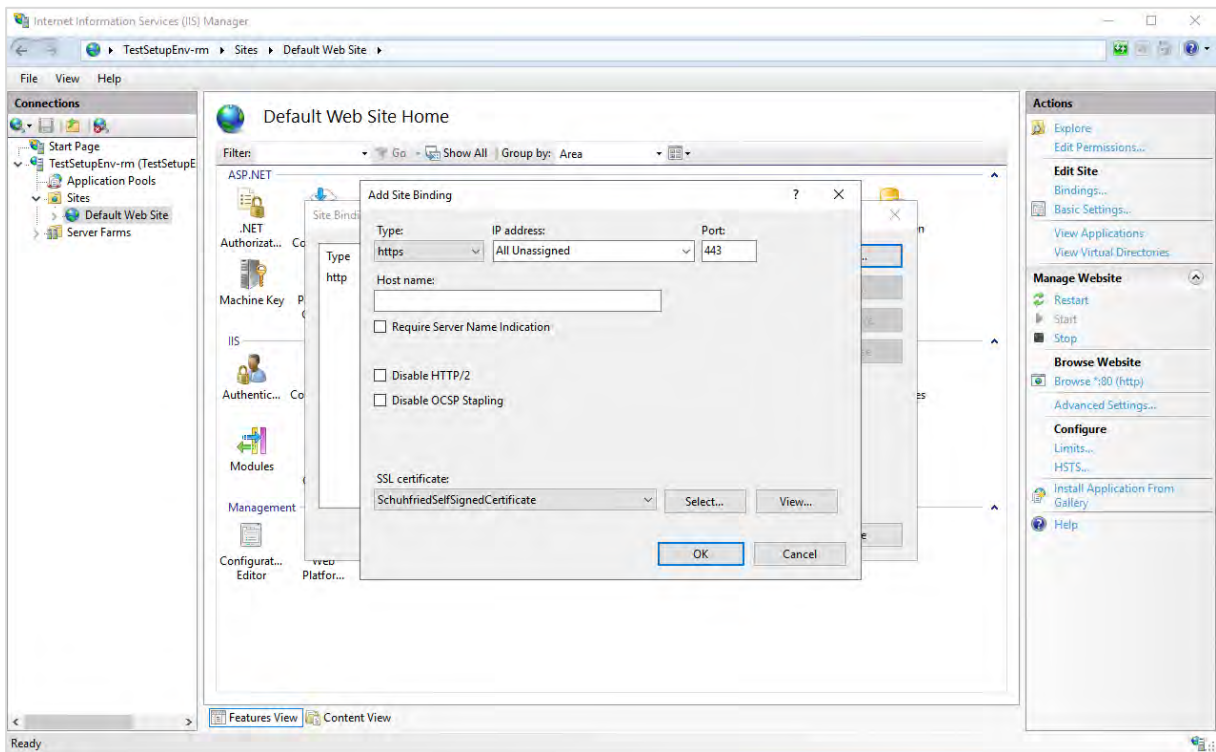 Internet Information Services (IIS) Manager
TestSetupEnv-rm Sites Default Web Site
File View Help
Connections
Start Page
TestSetupEnv-rm (TestSetupE
Application Pools
Sites
Default Web Site
Server Farms
Default Web Site Home
Filter: Go Show All Group by: Area
ASP.NET
.NET
Authorizat...
Machine Key
IIS
Authentic...
Modules
Management
Configurat...
Editor
Platfor...
Site Bindi
Type
http
Add Site Binding ?
Type: IP address: Port:
https All Unassigned 443
Host name:
Require Server Name Indication
Disable HTTP/2
Disable OCSP Stapling
SSL certificate:
SchuhfriedSelfSignedCertificate Select... View...
OK Cancel
Features View Content View
Ready
Actions
Explore
Edit Permissions...
Edit Site
Bindings...
Basic Settings...
View Applications
View Virtual Directories
Manage Website
Restart
Start
Stop
Browse Website
Browse *:80 (http)
Advanced Settings...
Configure
Limits...
HSTS...
Install Application From
Gallery
Help